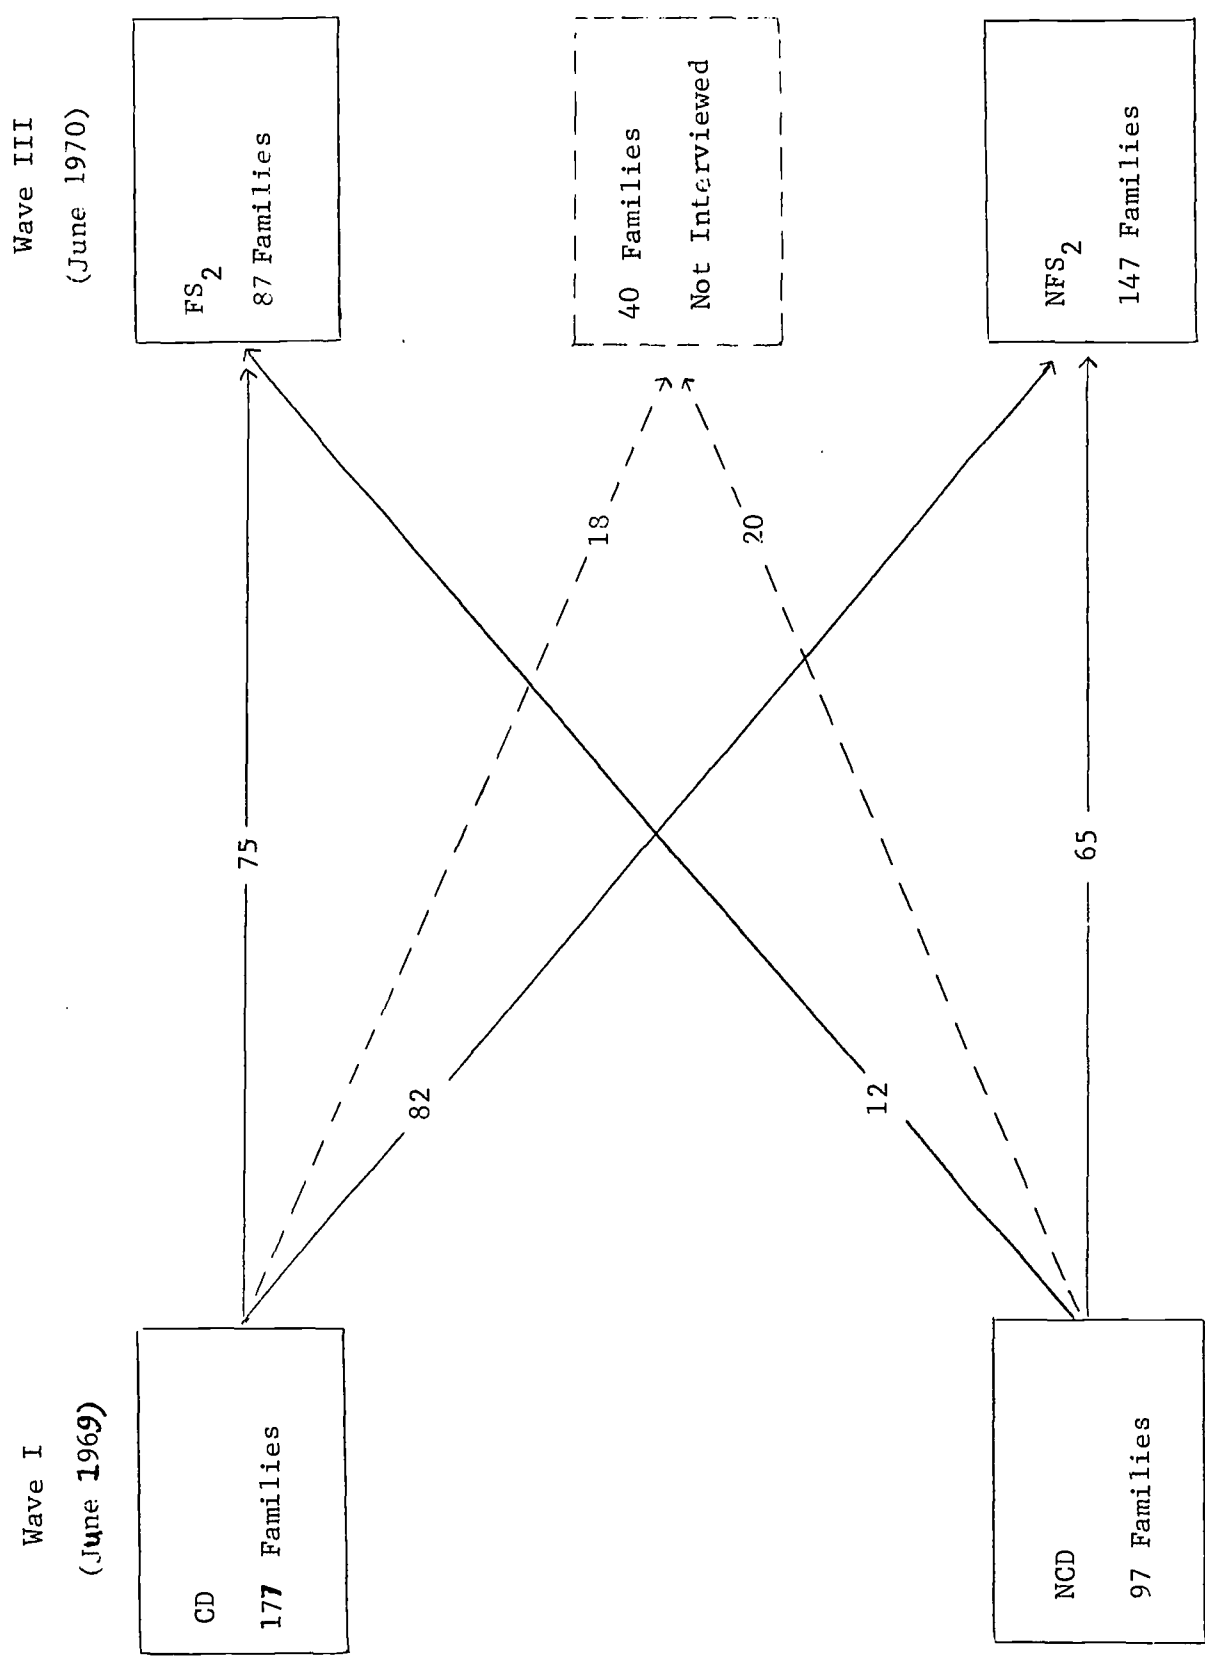 Wave I
(June 1969)
Wave III
(June 1970)
CD
177 Families
75
18
82
FS2
87 Families
40 Families
Not Interviewed
NCD
97 Families
12
20
65
NFS2
147 Families